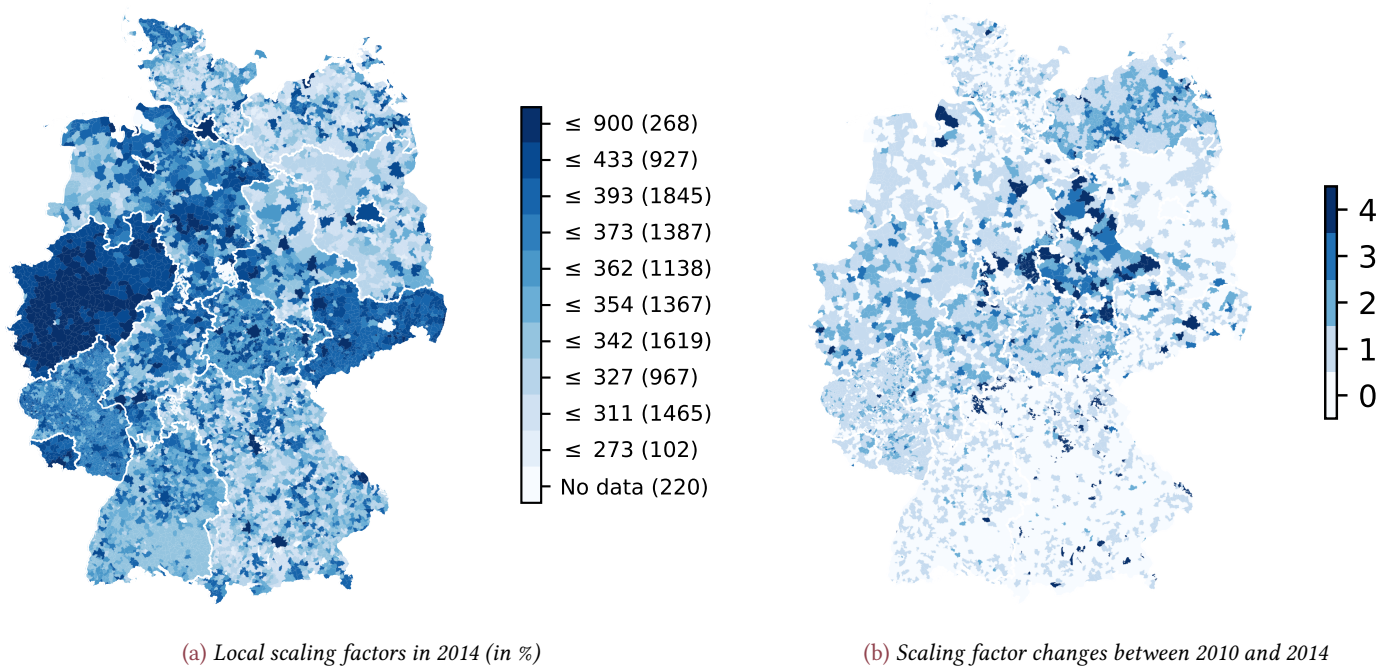 ≤ 900 (268)
≤ 433 (927)
≤ 393 (1845)
≤ 373 (1387)
≤ 362 (1138)
≤ 354 (1367)
≤ 342 (1619)
≤ 327 (967)
≤ 311 (1465)
≤ 273 (102)
No data (220)
4
3
2
1
0
(a) Local scaling factors in 2014 (in %)
(b) Scaling factor changes between 2010 and 2014